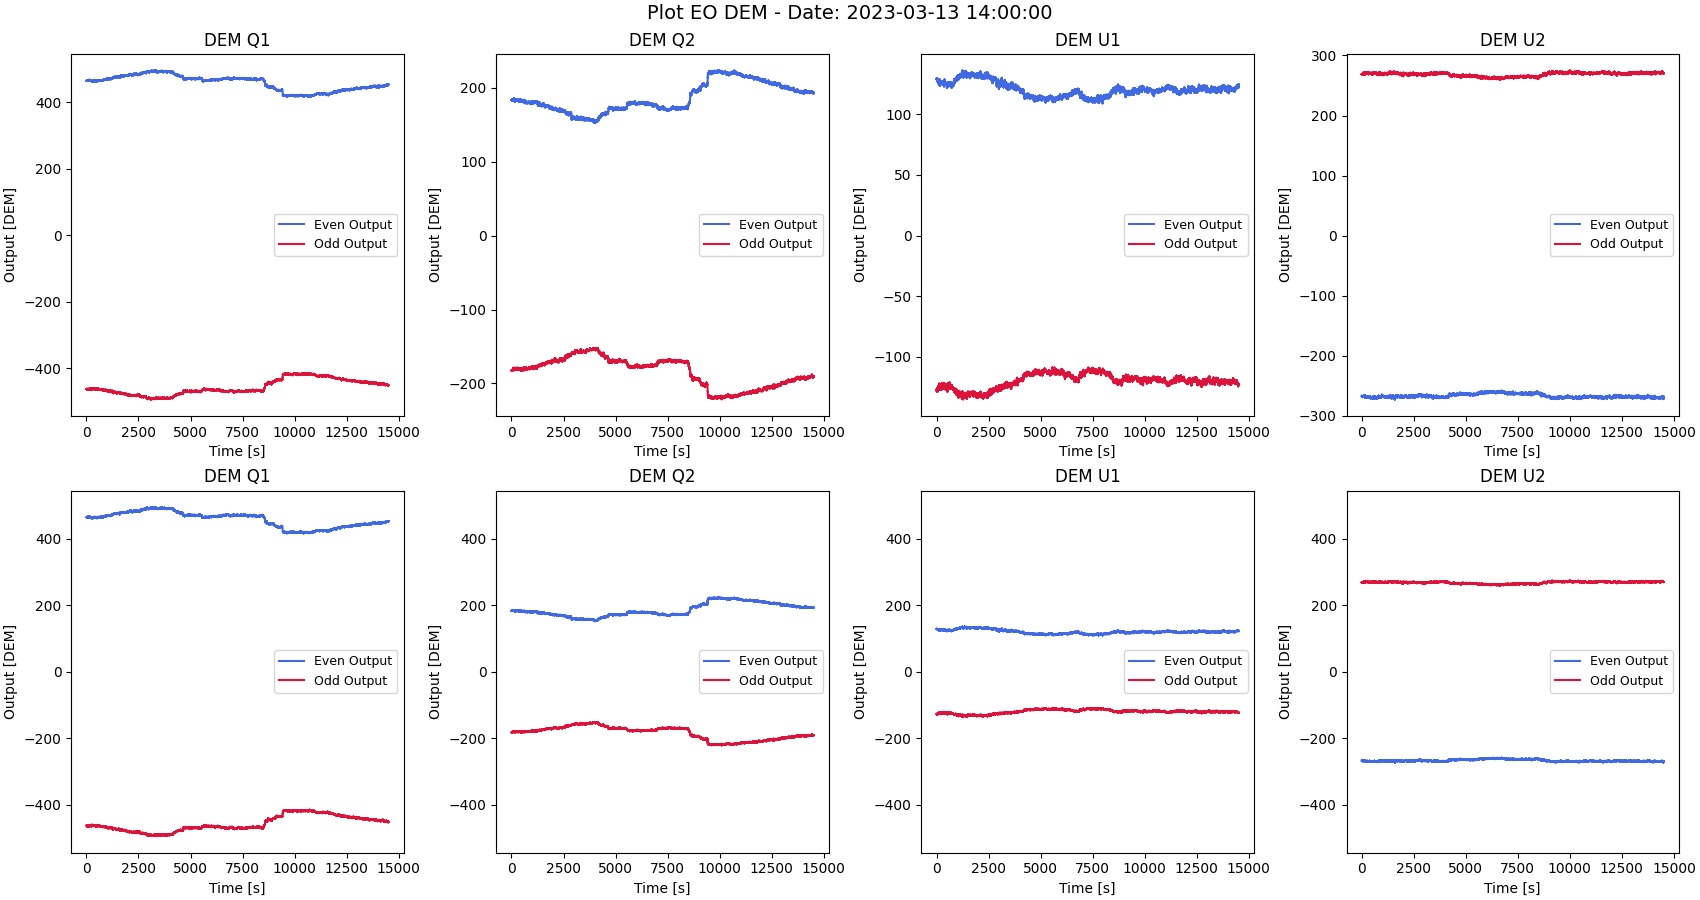 Plot EO DEM - Date: 2023-03-13 14:00:00
DEM Q1
Output [DEM]
400
200
0
−200
−400
Even Output
Odd Output
0 2500 5000 7500 10000 12500 15000
Time [s]
DEM Q2
Output [DEM]
200
100
0
−100
−200
Even Output
Odd Output
0 2500 5000 7500 10000 12500 15000
Time [s]
DEM U1
Output [DEM]
100
50
0
−50
−100
Even Output
Odd Output
0 2500 5000 7500 10000 12500 15000
Time [s]
DEM U2
Output [DEM]
300
200
100
0
−100
−200
−300
Even Output
Odd Output
0 2500 5000 7500 10000 12500 15000
Time [s]
DEM Q1
Output [DEM]
400
200
0
−200
−400
Even Output
Odd Output
0 2500 5000 7500 10000 12500 15000
Time [s]
DEM Q2
Output [DEM]
400
200
0
−200
−400
Even Output
Odd Output
0 2500 5000 7500 10000 12500 15000
Time [s]
DEM U1
Output [DEM]
400
200
0
−200
−400
Even Output
Odd Output
0 2500 5000 7500 10000 12500 15000
Time [s]
DEM U2
Output [DEM]
400
200
0
−200
−400
Even Output
Odd Output
0 2500 5000 7500 10000 12500 15000
Time [s]